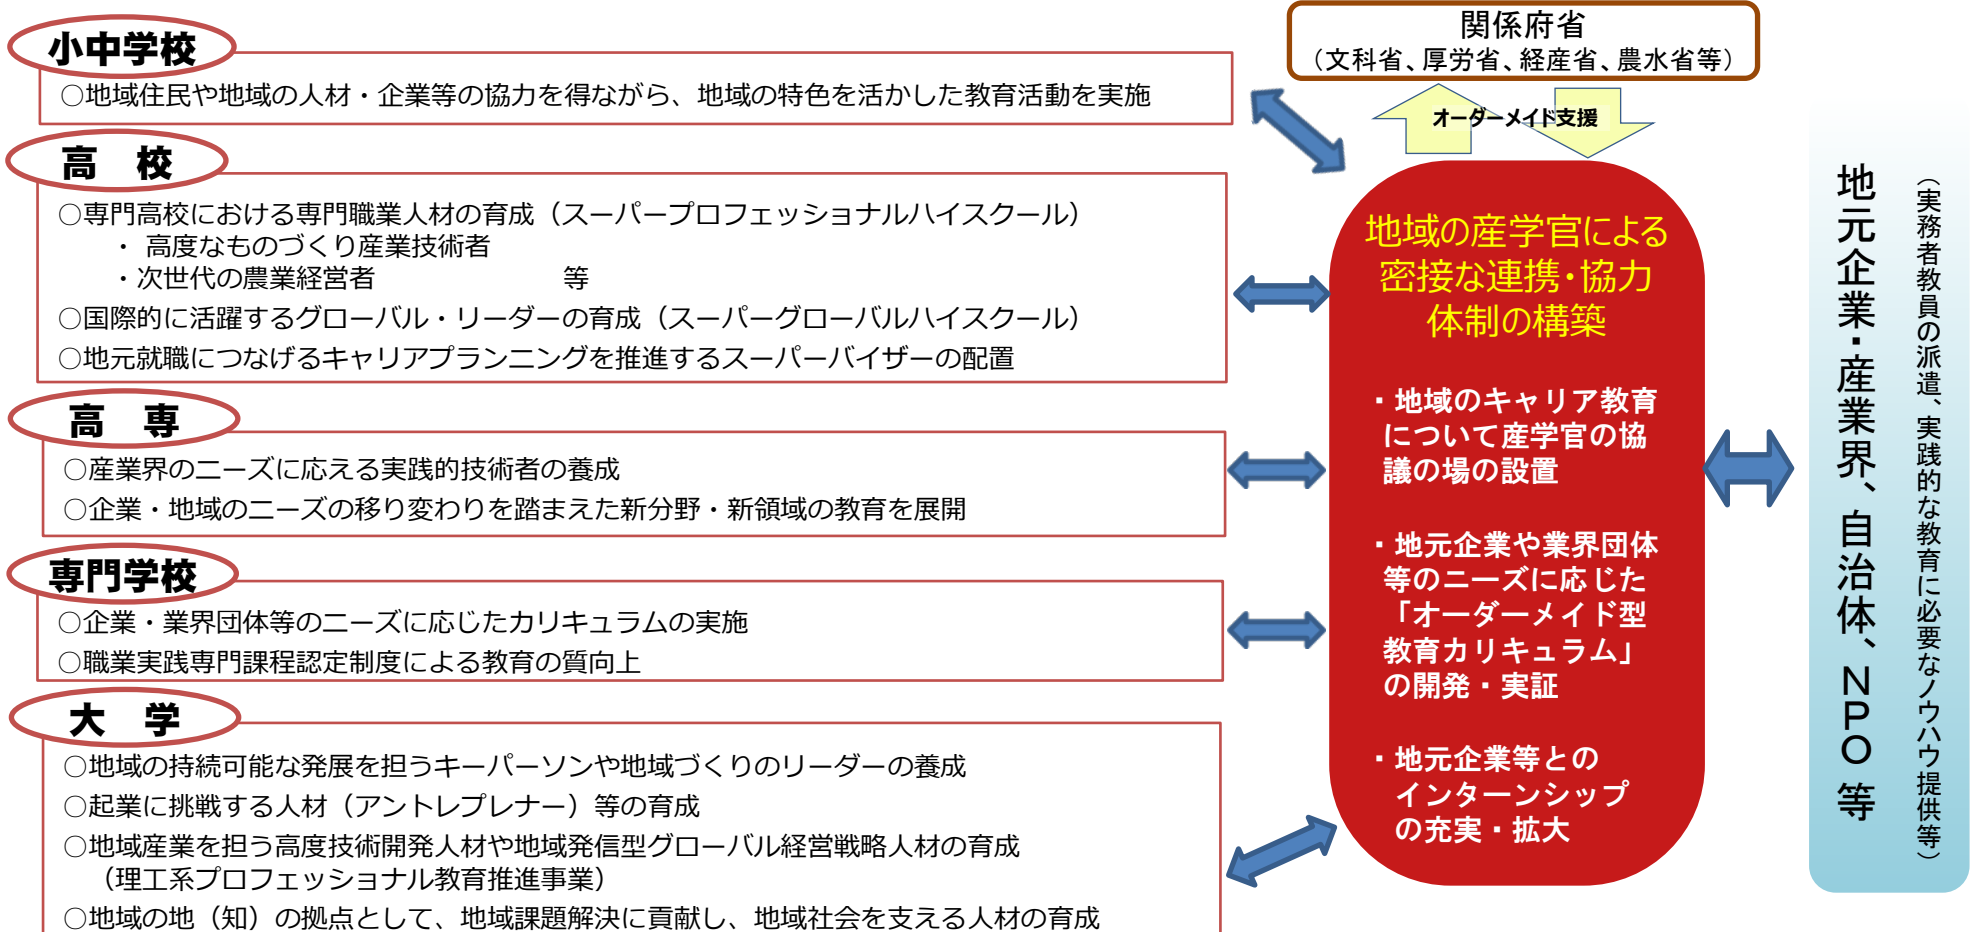 小中学校
○地域住民や地域の人材・企業等の協力を得ながら、地域の特色を活かした教育活動を実施
高　校
○専門高校における専門職業人材の育成（スーパープロフェッショナルハイスクール）
・ 高度なものづくり産業技術者
・次世代の農業経営者　　　　　　　　等
○国際的に活躍するグローバル・リーダーの育成（スーパーグローバルハイスクール）
○地元就職につなげるキャリアプランニングを推進するスーパーバイザーの配置
高　専
○産業界のニーズに応える実践的技術者の養成
○企業・地域のニーズの移り変わりを踏まえた新分野・新領域の教育を展開
専門学校
○企業・業界団体等のニーズに応じたカリキュラムの実施
○職業実践専門課程認定制度による教育の質向上
大　学
○地域の持続可能な発展を担うキーパーソンや地域づくりのリーダーの養成
○起業に挑戦する人材（アントレプレナー）等の育成
○地域産業を担う高度技術開発人材や地域発信型グローバル経営戦略人材の育成
（理工系プロフェッショナル教育推進事業）
○地域の地（知）の拠点として、地域課題解決に貢献し、地域社会を支える人材の育成
関係府省
（文科省、厚労省、経産省、農水省等）
オーダーメイド支援
地域の産学官による
密接な連携・協力
体制の構築
・地域のキャリア教育
について産学官の協
議の場の設置
・地元企業や業界団体
等のニーズに応じた
「オーダーメイド型
教育カリキュラム」
の開発・実証
・地元企業等との
インターンシップ
の充実・拡大
（実務者教員の派遣、実践的な教育に必要なノウハウ提供等）
地元企業・産業界、自治体、ＮＰＯ 等